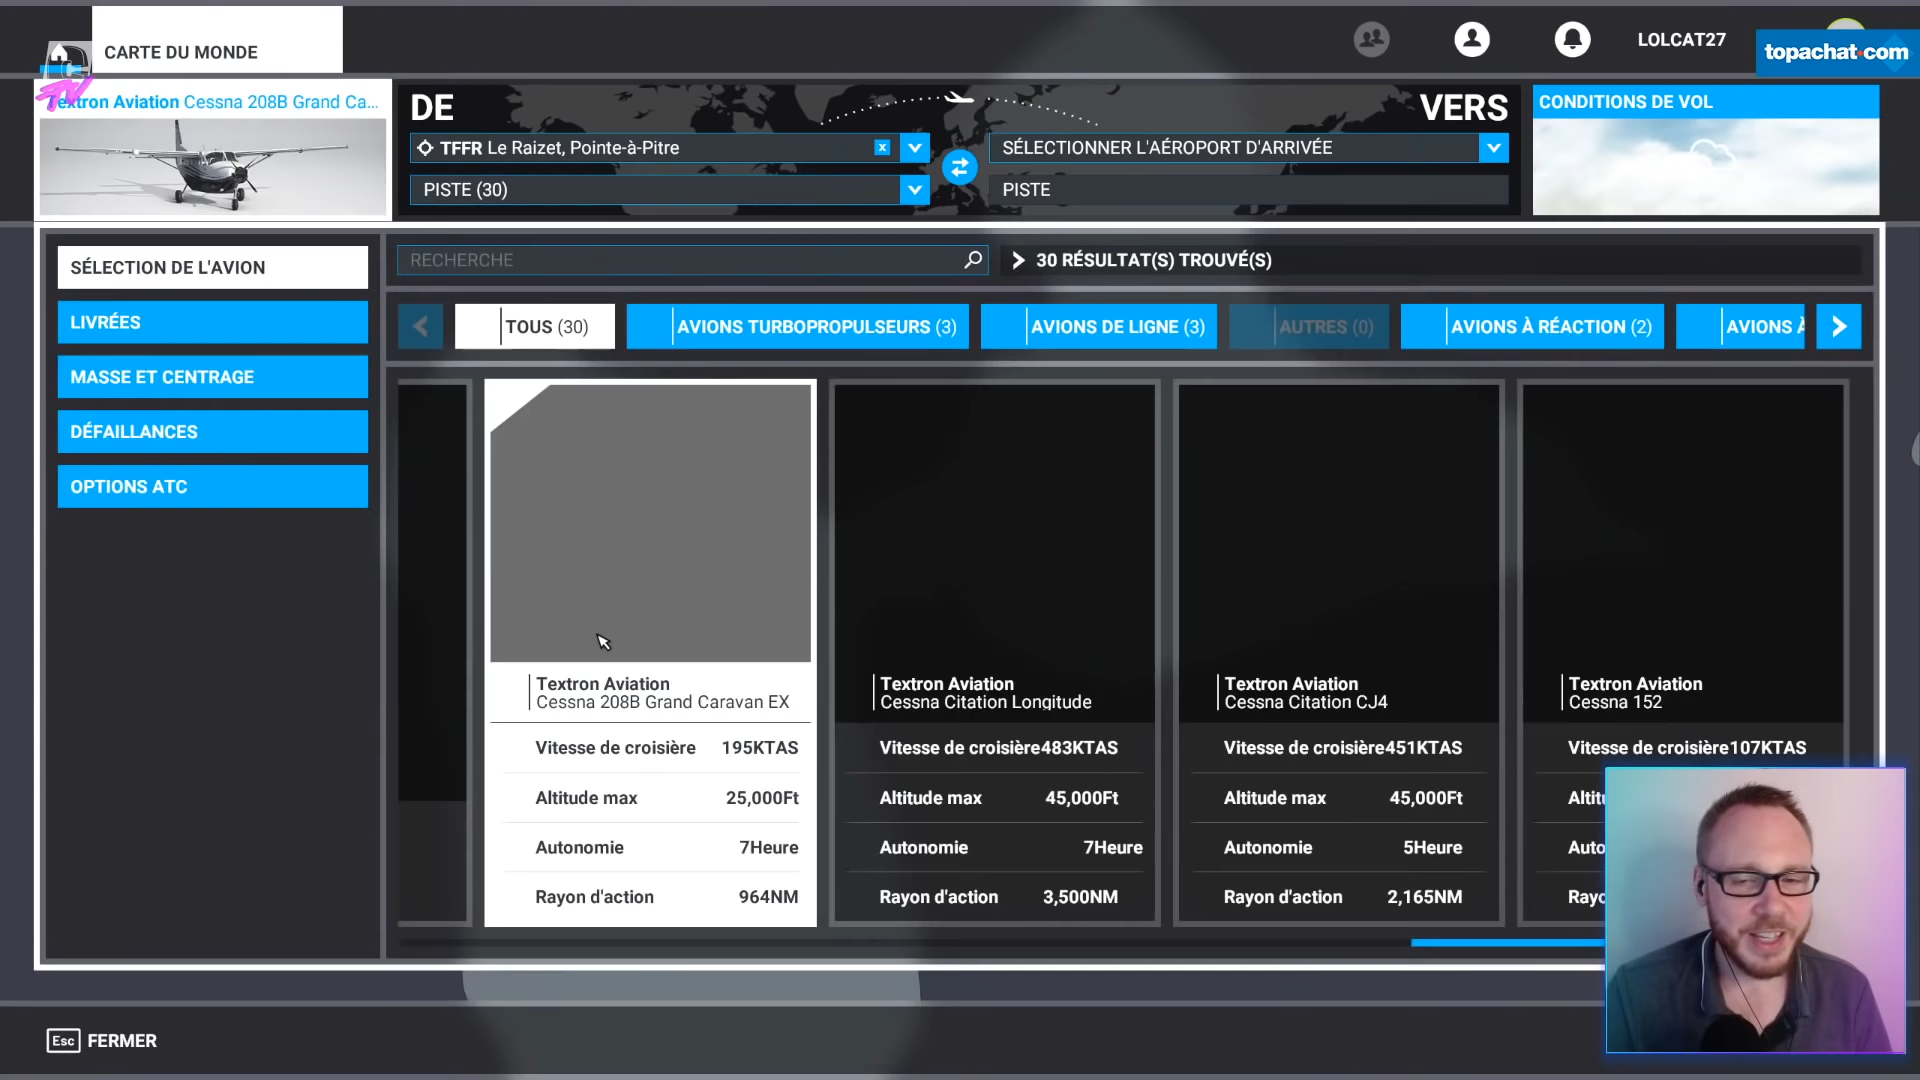 CARTE DU MONDE
LOLCAT27
topachat.com
Textron Aviation Cessna 208B Grand Ca...
DE
VERS
CONDITIONS DE VOL
TFFR Le Raizet, Pointe-à-Pitre
x
SÉLECTIONNER L'AÉROPORT D'ARRIVÉE
PISTE (30)
PISTE
SÉLECTION DE L'AVION
LIVRÉES
MASSE ET CENTRAGE
DÉFAILLANCES
OPTIONS ATC
RECHERCHE
30 RÉSULTAT(S) TROUVÉ(S)
TOUS (30)
AVIONS TURBOPROPULSEURS (3)
AVIONS DE LIGNE (3)
AUTRES (0)
AVIONS À RÉACTION (2)
AVIONS À
Textron Aviation
Cessna 208B Grand Caravan EX
Vitesse de croisière 195KTAS
Altitude max 25,000Ft
Autonomie 7Heure
Rayon d'action 964NM
Textron Aviation
Cessna Citation Longitude
Vitesse de croisière483KTAS
Altitude max 45,000Ft
Autonomie 7Heure
Rayon d'action 3,500NM
Textron Aviation
Cessna Citation CJ4
Vitesse de croisière451KTAS
Altitude max 45,000Ft
Autonomie 5Heure
Rayon d'action 2,165NM
Textron Aviation
Cessna 152
Vitesse de croisière107KTAS
Altit
Auto
Rayo
Esc FERMER